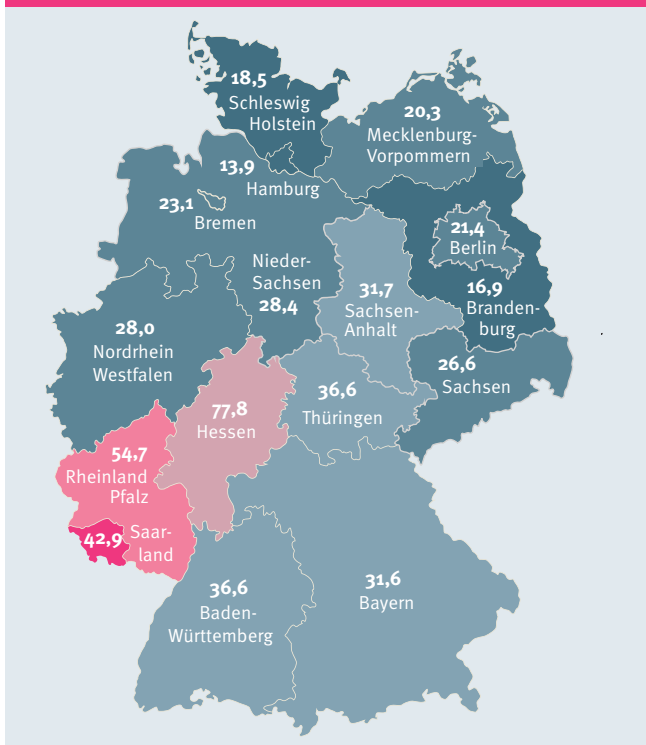 18,5
Schleswig
Holstein
20,3
Mecklenburg-
Vorpommern
13,9
Hamburg
23,1
Bremen
21,4
Berlin
Nieder-
Sachsen
28,4
31,7
Sachsen-
Anhalt
16,9
Branden-
burg
28,0
Nordrhein
Westfalen
26,6
Sachsen
36,6
Thüringen
77,8
Hessen
54,7
Rheinland
Pfalz
42,9
Saar-
land
36,6
Baden-
Württemberg
31,6
Bayern